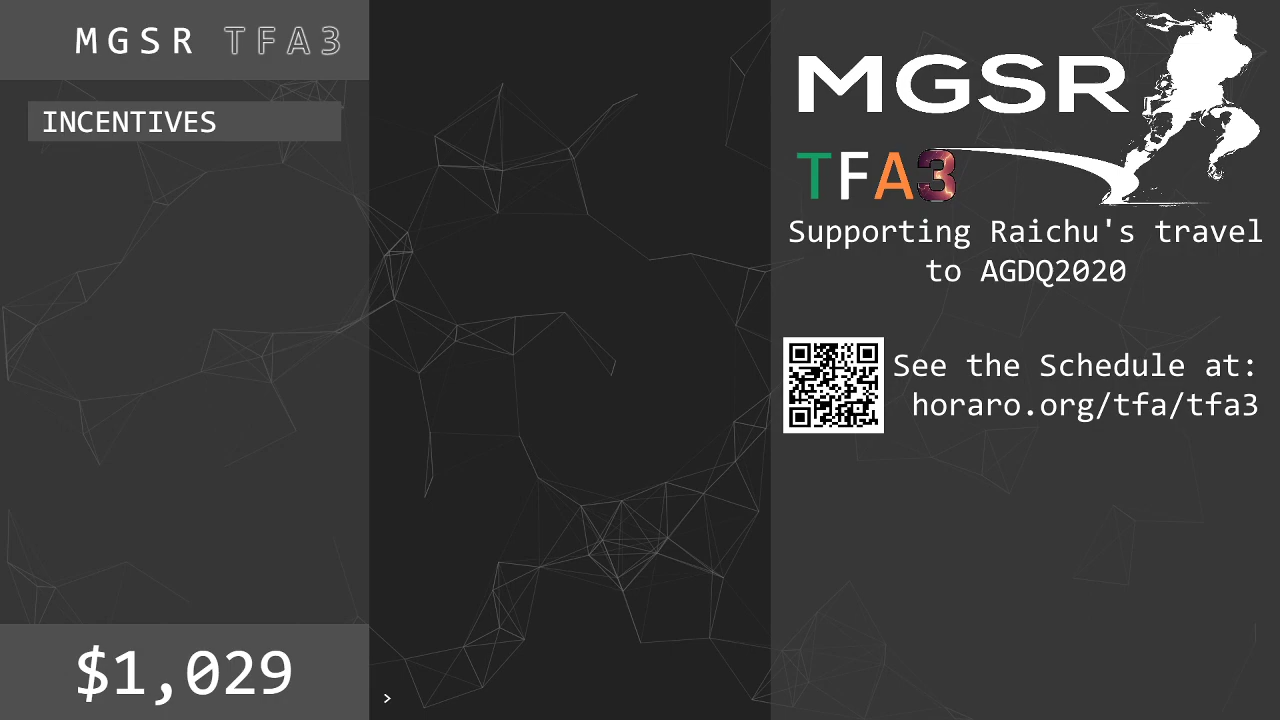 MGSR TFA3
INCENTIVES
$1,029
>
MGSR
TFA3
Supporting Raichu's travel
to AGDQ2020
See the Schedule at:
horaro.org/tfa/tfa3